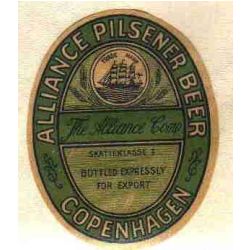 ALLIANCE PILSENER BEER
TRADE MARK
The Alliance Comp
SKATTEKLASSE 3
BOTTLED EXPRESSLY
FOR EXPORT
COPENHAGEN